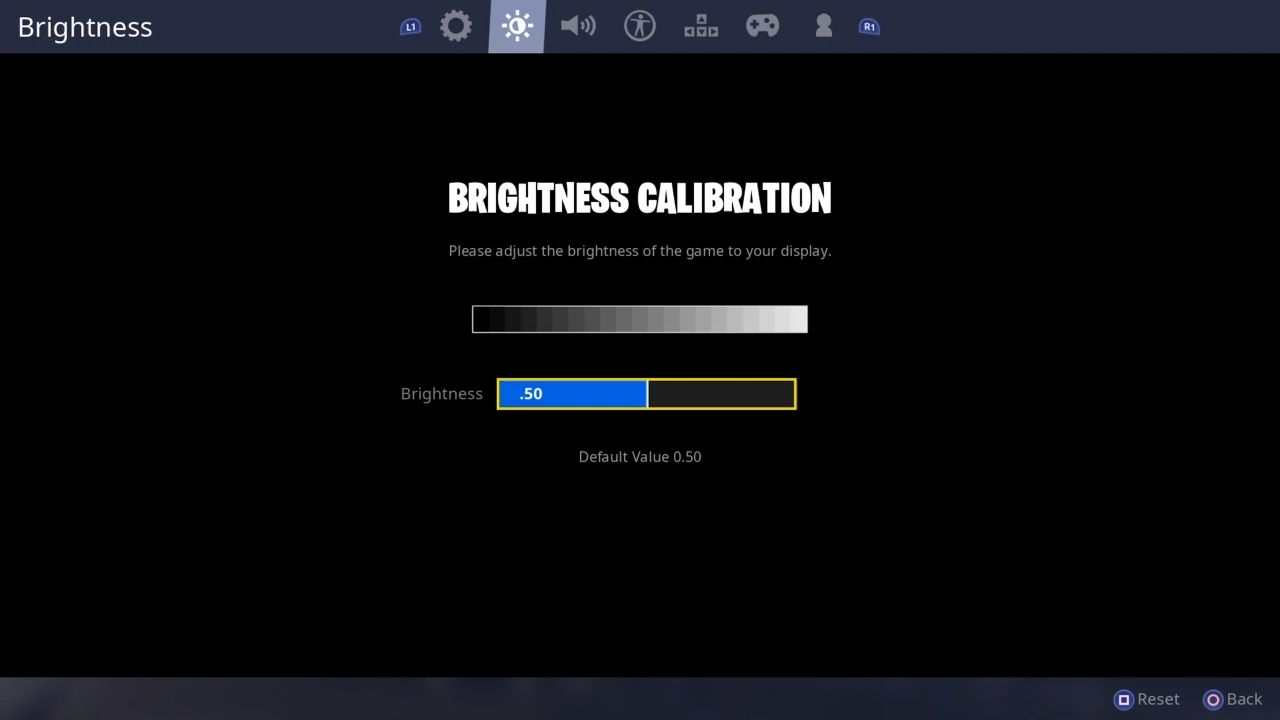 Brightness
L1
R1
BRIGHTNESS CALIBRATION
Please adjust the brightness of the game to your display.
Brightness .50
Default Value 0.50
Reset Back